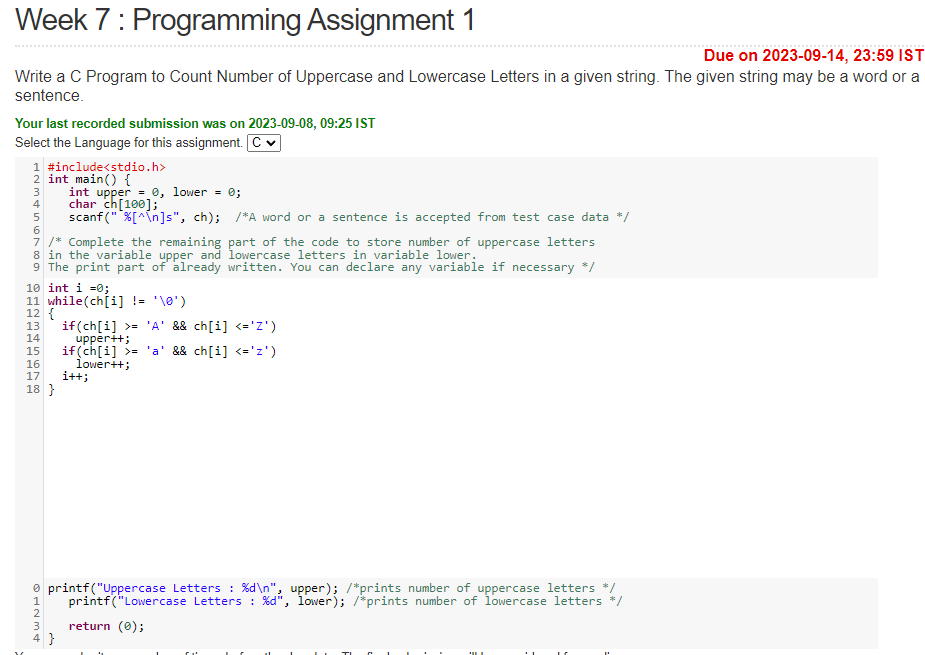 Week 7 : Programming Assignment 1
Due on 2023-09-14, 23:59 IST
Write a C Program to Count Number of Uppercase and Lowercase Letters in a given string. The given string may be a word or a
sentence.
Your last recorded submission was on 2023-09-08, 09:25 IST
Select the Language for this assignment. C
1 #include<stdio.h>
2 int main() {
3    int upper = 0, lower = 0;
4    char ch[100];
5    scanf(" %[^\n]s", ch);  /*A word or a sentence is accepted from test case data */
6
7 /* Complete the remaining part of the code to store number of uppercase letters
8 in the variable upper and lowercase letters in variable lower.
9 The print part of already written. You can declare any variable if necessary */
10 int i =0;
11 while(ch[i] != '\0')
12 {
13   if(ch[i] >= 'A' && ch[i] <='Z')
14     upper++;
15   if(ch[i] >= 'a' && ch[i] <='z')
16     lower++;
17   i++;
18 }
0 printf("Uppercase Letters : %d\n", upper); /*prints number of uppercase letters */
1    printf("Lowercase Letters : %d", lower); /*prints number of lowercase letters */
2
3    return (0);
4 }